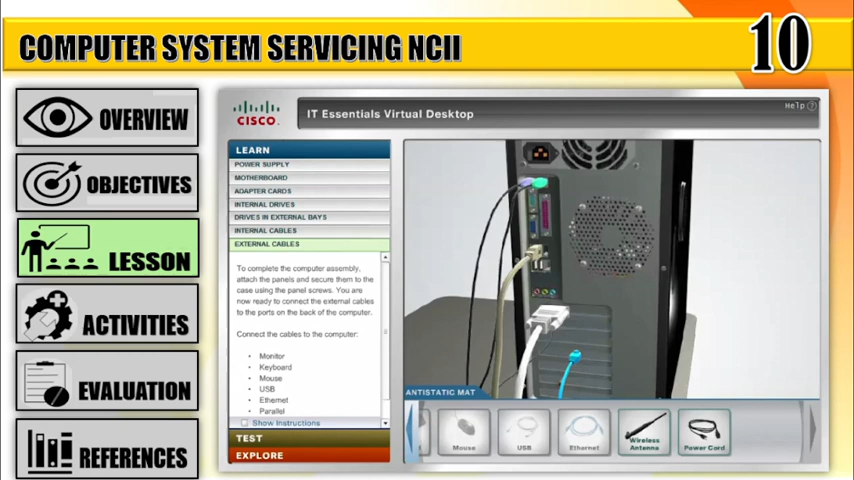 COMPUTER SYSTEM SERVICING NCII
10
OVERVIEW
OBJECTIVES
LESSON
ACTIVITIES
EVALUATION
REFERENCES
CISCO
IT Essentials Virtual Desktop
Help ?
LEARN
POWER SUPPLY
MOTHERBOARD
ADAPTER CARDS
INTERNAL DRIVES
DRIVES IN EXTERNAL BAYS
INTERNAL CABLES
EXTERNAL CABLES
To complete the computer assembly,
attach the panels and secure them to the
case using the panel screws. You are
now ready to connect the external cables
to the ports on the back of the computer.
Connect the cables to the computer:
• Monitor
• Keyboard
• Mouse
• USB
• Ethernet
• Parallel
Show Instructions
TEST
EXPLORE
ANTISTATIC MAT
Mouse
USB
Ethernet
Wireless
Antenna
Power Cord